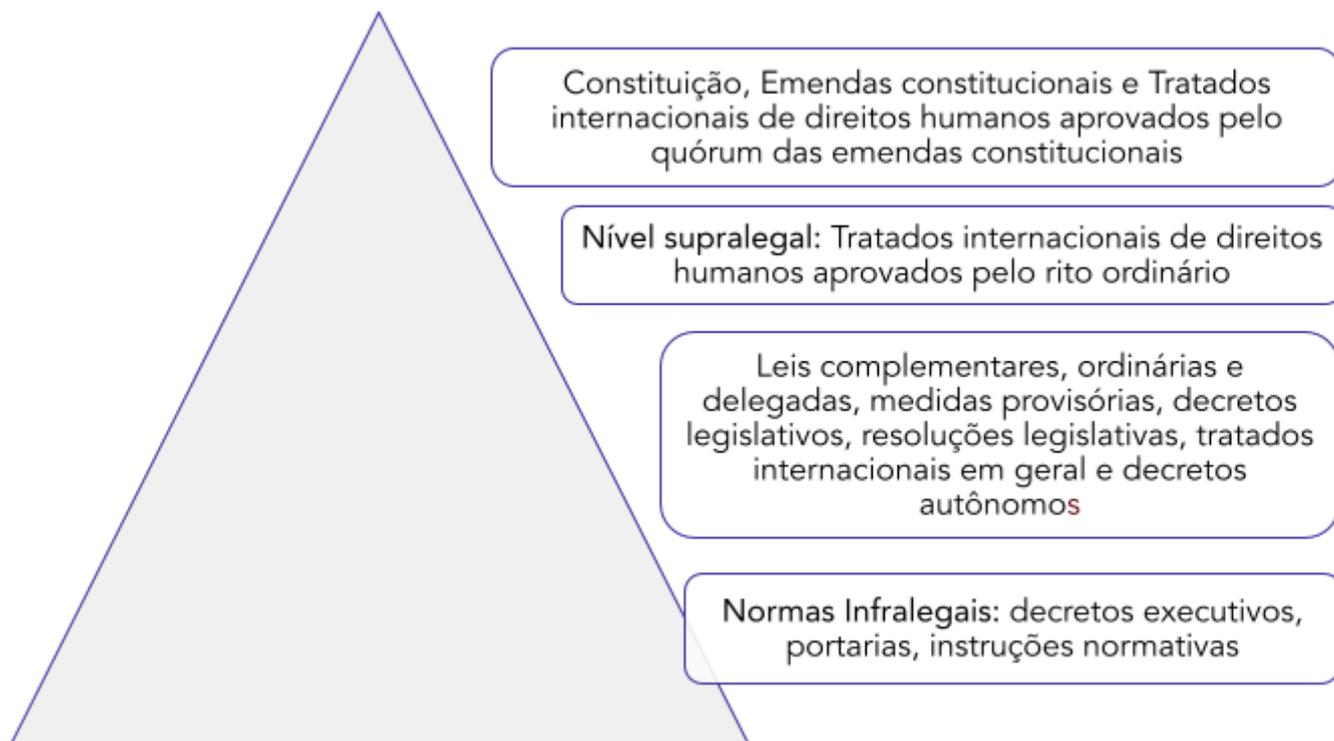 Constituição, Emendas constitucionais e Tratados
internacionais de direitos humanos aprovados pelo
quórum das emendas constitucionais
Nível supralegal: Tratados internacionais de direitos
humanos aprovados pelo rito ordinário
Leis complementares, ordinárias e
delegadas, medidas provisórias, decretos
legislativos, resoluções legislativas, tratados
internacionais em geral e decretos
autônomos
Normas Infralegais: decretos executivos,
portarias, instruções normativas